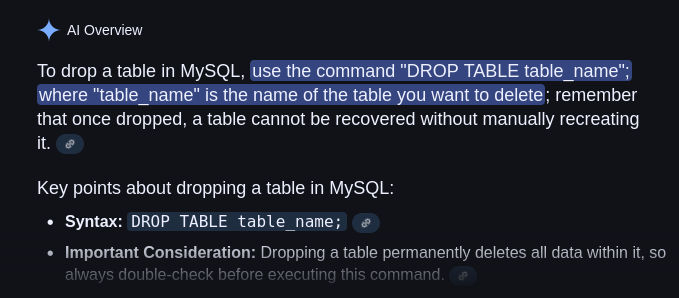 AI Overview
To drop a table in MySQL, use the command "DROP TABLE table_name";
where "table_name" is the name of the table you want to delete; remember
that once dropped, a table cannot be recovered without manually recreating
it.
Key points about dropping a table in MySQL:
• Syntax: DROP TABLE table_name;
• Important Consideration: Dropping a table permanently deletes all data within it, so
always double-check before executing this command.